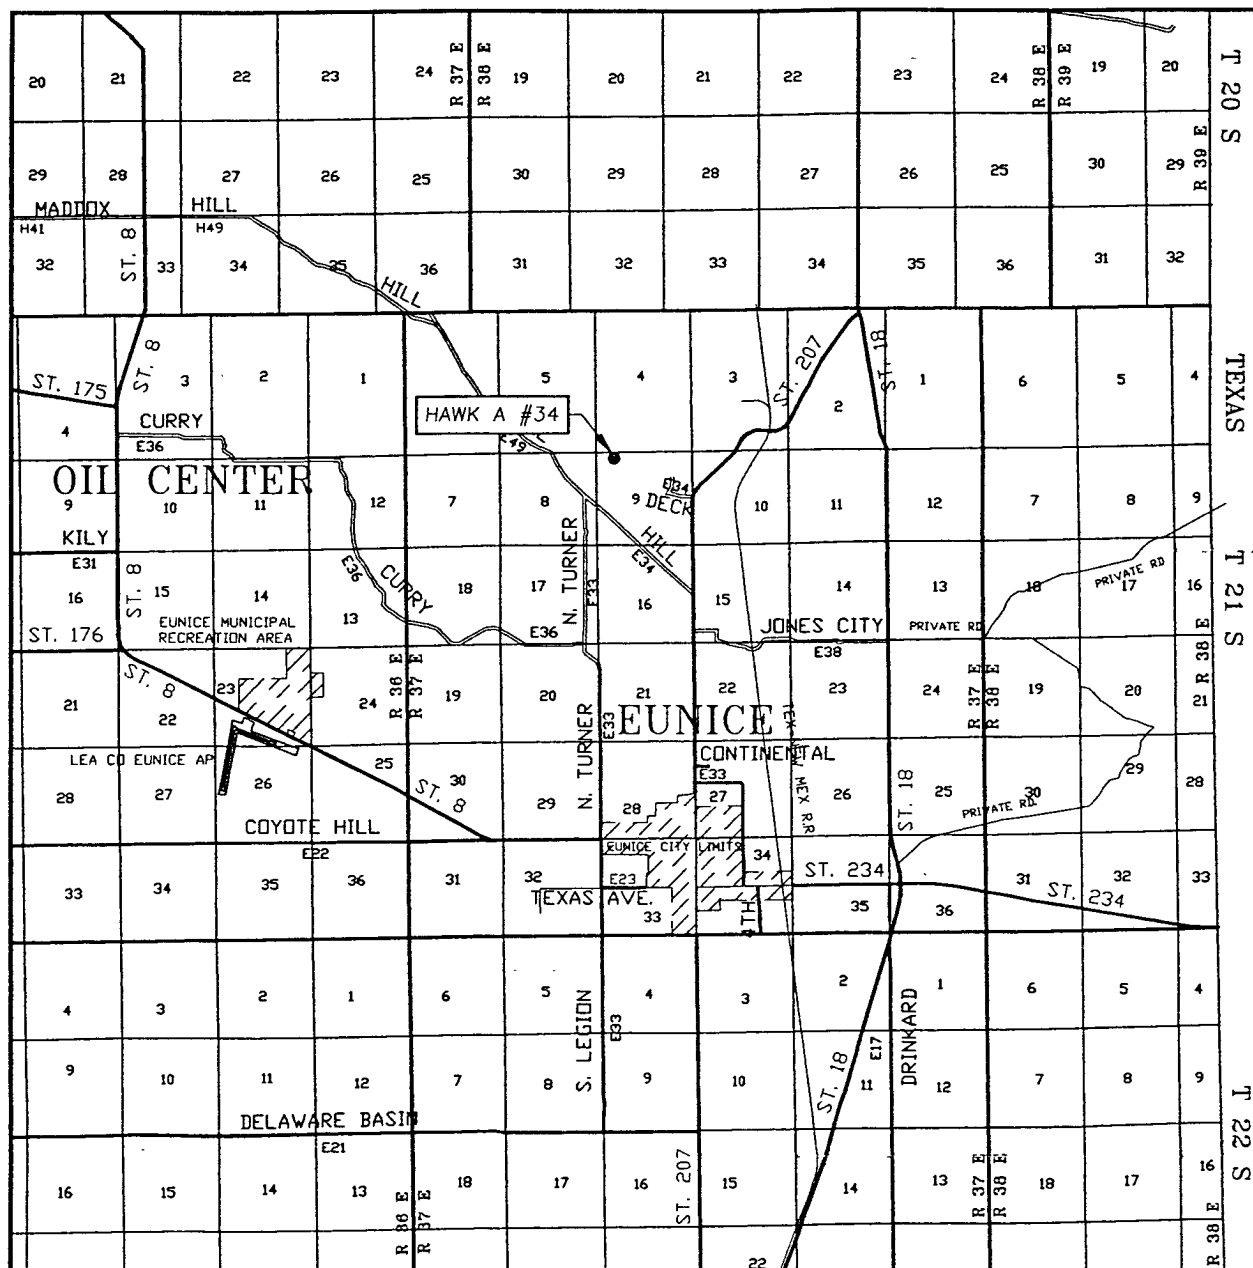 20 21 22 23 24 R 37 E R 38 E 19 20 21 22 23 24 R 38 E R 39 E 19 20 T 20 S
29 28 27 26 25 30 29 28 27 26 25 30 29 R 39 E
MADDOX HILL
H41 H49
32 ST. 8 33 34 35 36 31 32 33 34 35 36 31 32
HILL
ST. 175 ST. 8 3 2 1 5 4 3 ST. 207 ST. 18 1 6 5 4 TEXAS
2
HAWK A #34
4 CURRY
E36 E49
OIL CENTER
9 10 11 12 7 8 9 DECK E34 10 11 12 7 8 9
KILY
E31
N. TURNER E33 HILL E34
16 ST. 8 15 14 13 E36 CURRY 18 17 16 15 14 13 18 17 16 PRIVATE RD T 21 S
EUNICE MUNICIPAL
RECREATION AREA
ST. 176 E36 JONES CITY PRIVATE RD
E38
R 38 E
21 22 23 24 R 36 E R 37 E 19 20 21 22 23 24 R 37 E R 38 E 19 20 21
ST. 8
EUNICE
E33 TEX. NEW MEX R.R.
LEA CO EUNICE AP N. TURNER CONTINENTAL
E33
28 27 26 25 30 29 28 27 26 ST. 18 25 30 29 28
ST. 8 PRIVATE RD.
COYOTE HILL
E22 EUNICE CITY LIMITS
33 34 35 36 31 32 E23 34 ST. 234 31 32 33
TEXAS AVE. ST. 234
33 4TH 35 36
4 3 2 1 6 5 4 3 2 1 6 5 4
S. LEGION E33 E17 DRINKARD
9 10 11 12 7 8 9 10 ST. 18 11 12 7 8 9
T 22 S
DELAWARE BASIN
E21
16 15 14 13 18 17 16 ST. 207 15 14 13 R 37 E R 38 E 18 17 16
R 36 E R 37 E R 38 E
22